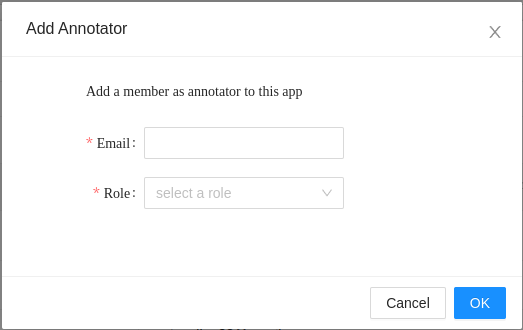 Add Annotator
Add a member as annotator to this app
* Email:
* Role: select a role
Cancel OK